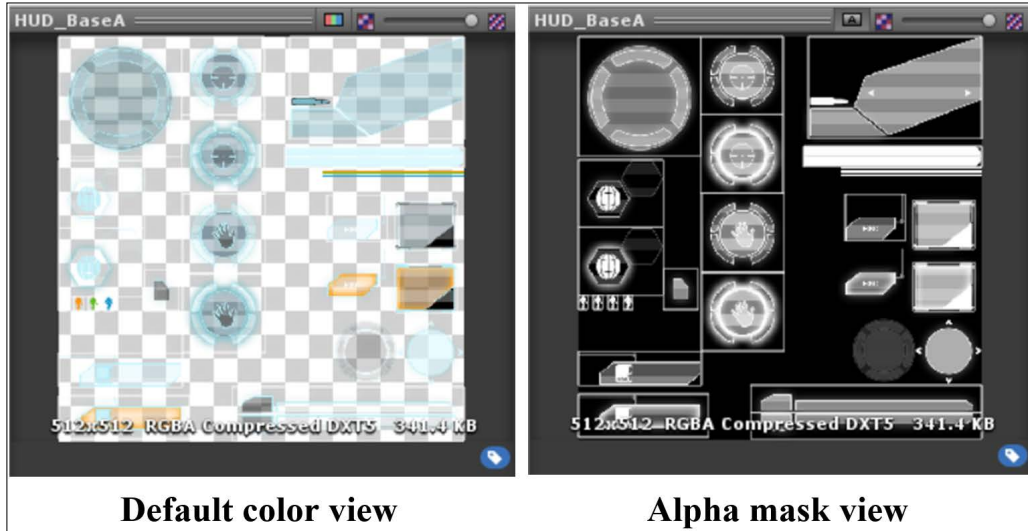 HUD_BaseA
HUD_BaseA
A
512x512 RGBA Compressed DXT5 341.4 KB
512x512 RGBA Compressed DXT5 341.4 KB
Default color view
Alpha mask view